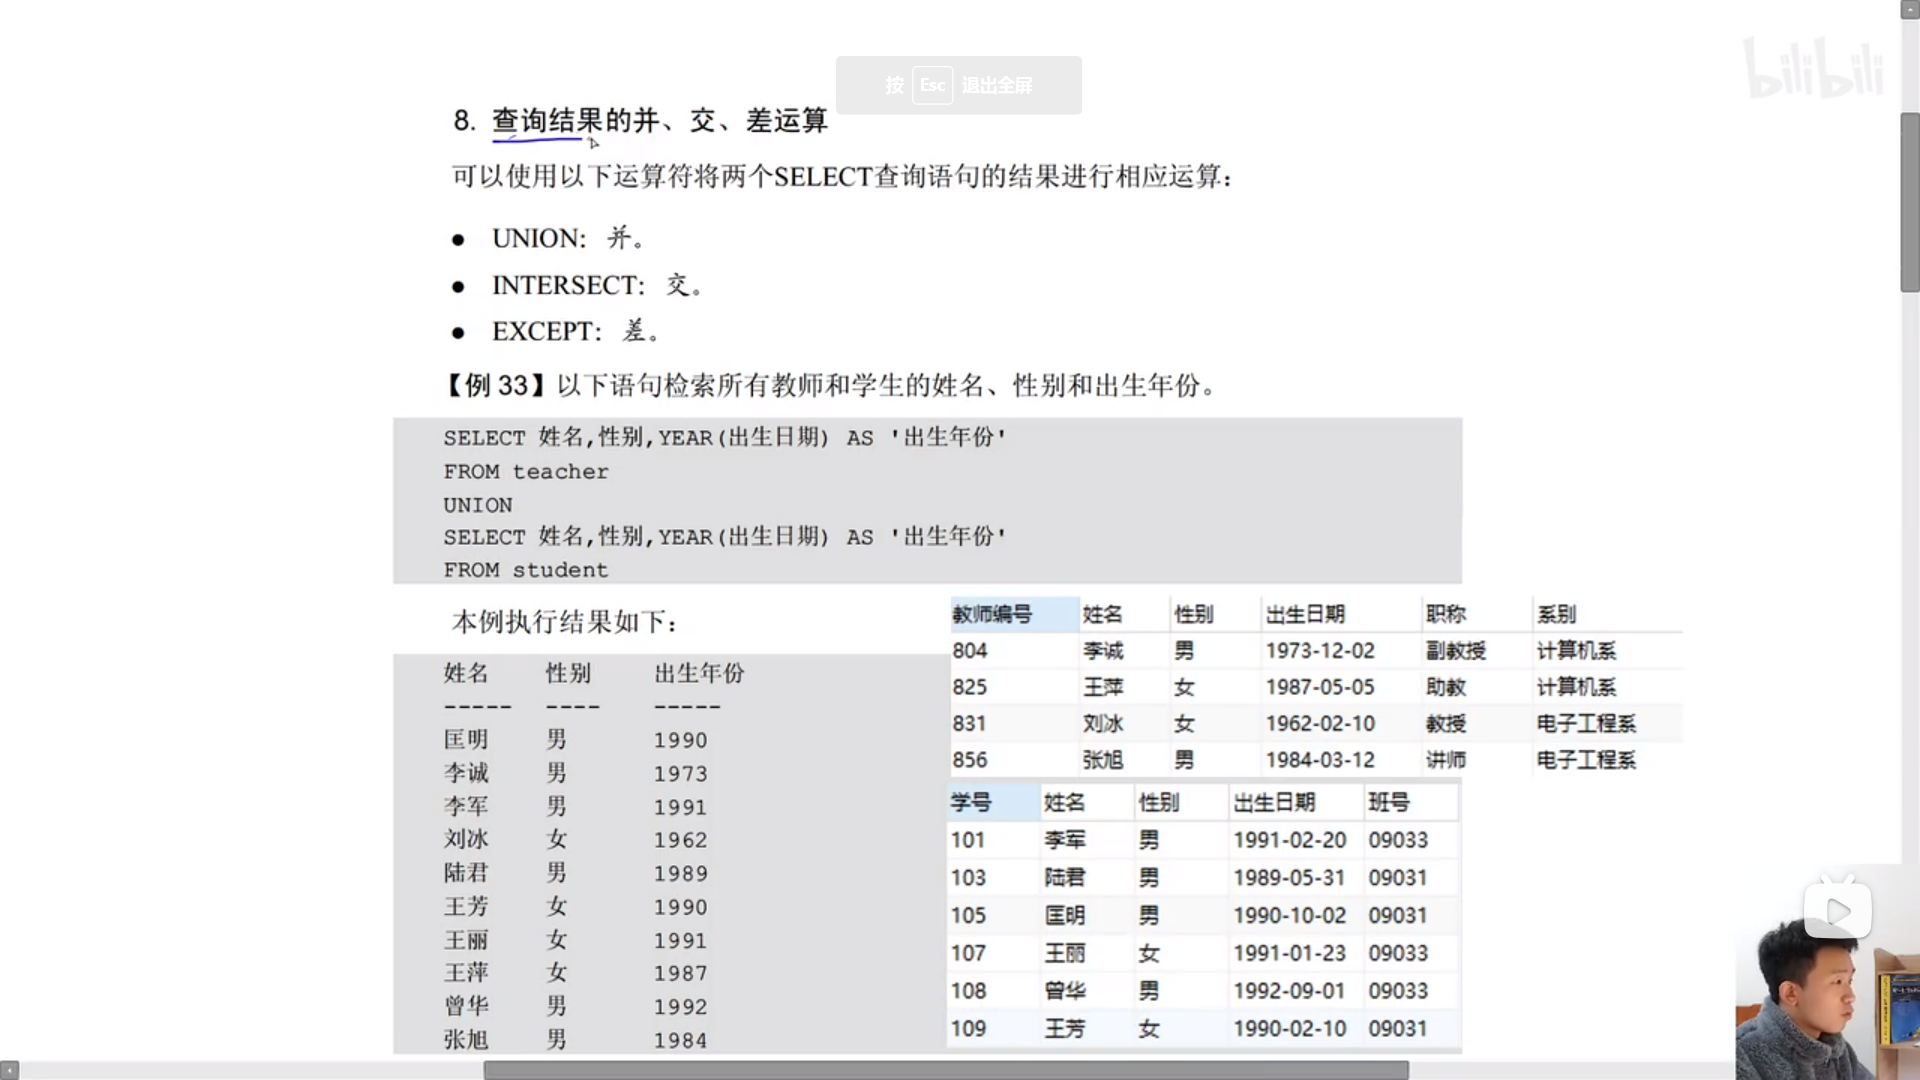 bilibili
按 Esc 退出全屏
8. 查询结果的并、交、差运算
可以使用以下运算符将两个SELECT查询语句的结果进行相应运算：
● UNION: 并。
● INTERSECT: 交。
● EXCEPT: 差。
【例 33】以下语句检索所有教师和学生的姓名、性别和出生年份。
SELECT 姓名,性别,YEAR(出生日期) AS '出生年份'
FROM teacher
UNION
SELECT 姓名,性别,YEAR(出生日期) AS '出生年份'
FROM student
本例执行结果如下：
姓名 性别 出生年份
----- ---- -----
匡明 男 1990
李诚 男 1973
李军 男 1991
刘冰 女 1962
陆君 男 1989
王芳 女 1990
王丽 女 1991
王萍 女 1987
曾华 男 1992
张旭 男 1984
教师编号 姓名 性别 出生日期 职称 系别
804 李诚 男 1973-12-02 副教授 计算机系
825 王萍 女 1987-05-05 助教 计算机系
831 刘冰 女 1962-02-10 教授 电子工程系
856 张旭 男 1984-03-12 讲师 电子工程系
学号 姓名 性别 出生日期 班号
101 李军 男 1991-02-20 09033
103 陆君 男 1989-05-31 09031
105 匡明 男 1990-10-02 09031
107 王丽 女 1991-01-23 09033
108 曾华 男 1992-09-01 09033
109 王芳 女 1990-02-10 09031